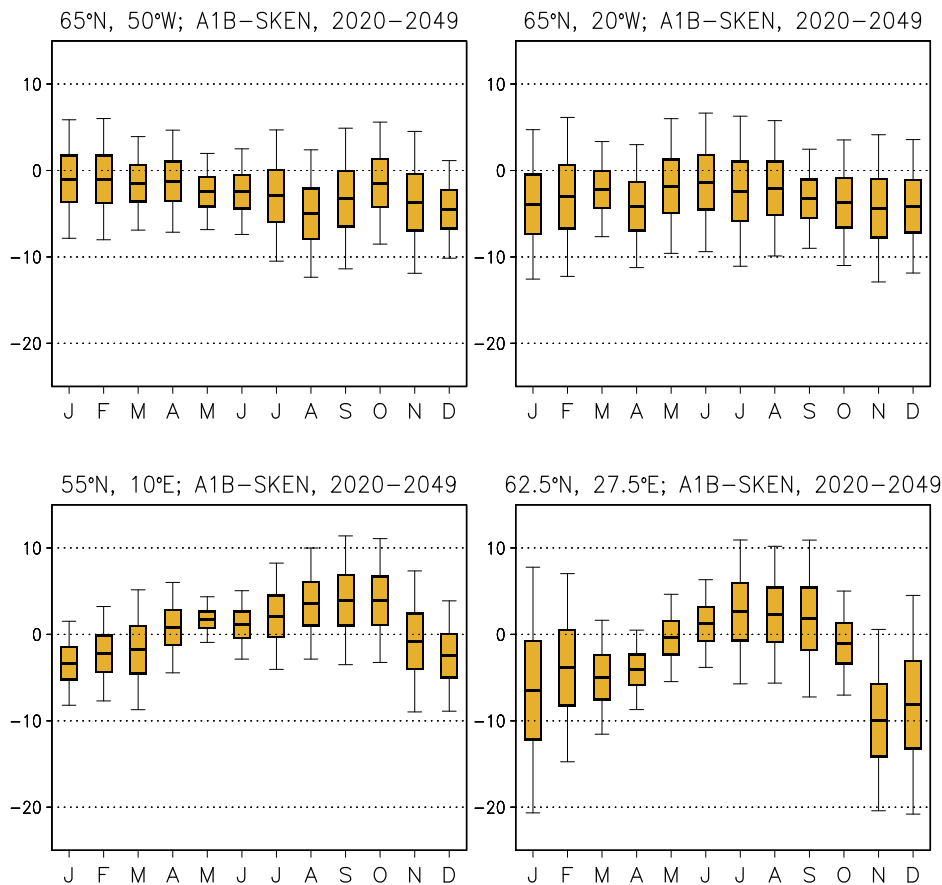 65°N, 50°W; A1B-SKEN, 2020-2049
10
0
-10
-20
J F M A M J J A S O N D
65°N, 20°W; A1B-SKEN, 2020-2049
10
0
-10
-20
J F M A M J J A S O N D
55°N, 10°E; A1B-SKEN, 2020-2049
10
0
-10
-20
J F M A M J J A S O N D
62.5°N, 27.5°E; A1B-SKEN, 2020-2049
10
0
-10
-20
J F M A M J J A S O N D